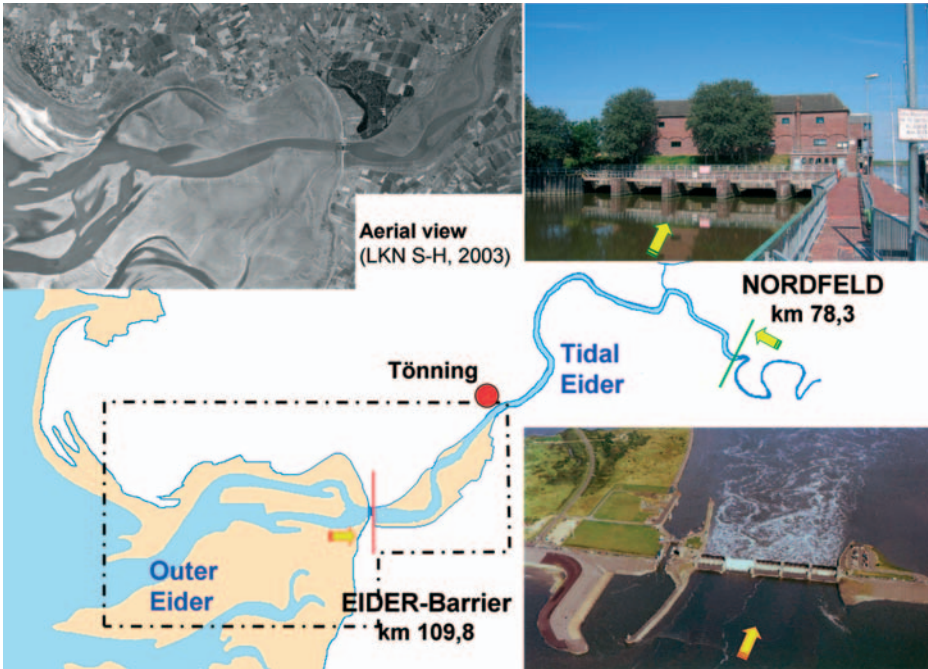 Aerial view
(LKN S-H, 2003)
NORDFELD
km 78,3
Tönning
Tidal
Eider
Outer
Eider
EIDER-Barrier
km 109,8